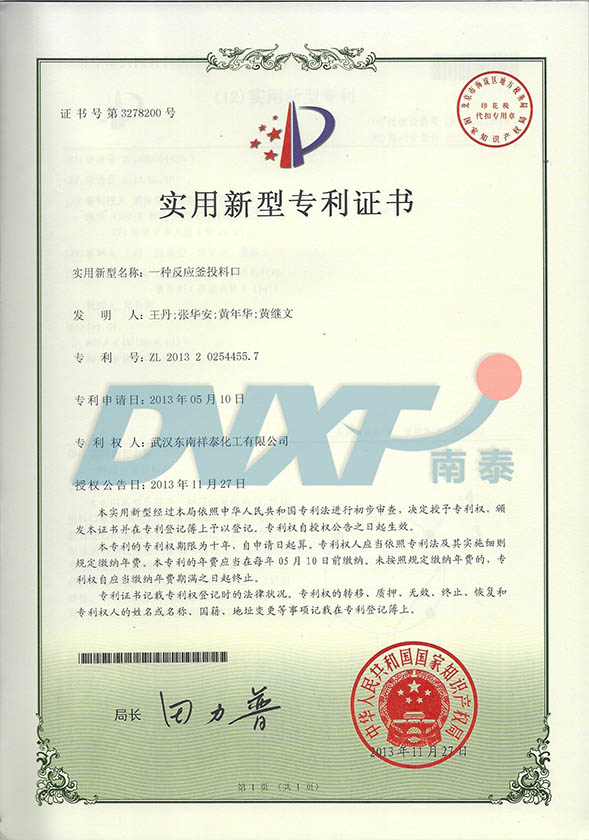 证书号第3278200号
北京市海淀区地方税务局
印花税
代扣专用章
国家知识产权局
实用新型专利证书
实用新型名称：一种反应釜投料口
发明人：王丹;张华安;黄年华;黄继文
专利号：ZL 2013 2 0254455.7
专利申请日：2013年05月10日
专利权人：武汉东南祥泰化工有限公司
授权公告日：2013年11月27日
DNXT
南泰
本实用新型经过本局依照中华人民共和国专利法进行初步审查，决定授予专利权，颁
发本证书并在专利登记簿上予以登记。专利权自授权公告之日起生效。
本专利的专利权期限为十年，自申请日起算。专利权人应当依照专利法及其实施细则
规定缴纳年费。本专利的年费应当在每年05月10日前缴纳。未按照规定缴纳年费的，专
利权自应当缴纳年费期满之日起终止。
专利证书记载专利权登记时的法律状况。专利权的转移、质押、无效、终止、恢复和
专利权人的姓名或名称、国籍、地址变更等事项记载在专利登记簿上。
局长
田力普
中华人民共和国国家知识产权局
2013年11月27日
第1页（共1页）